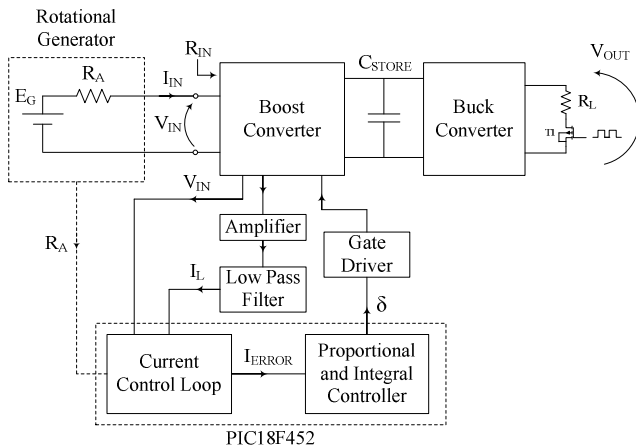 Rotational
Generator
R_IN
C_STORE
V_OUT
R_A
I_IN
E_G
V_IN
Boost
Converter
Buck
Converter
R_L
V_IN
Amplifier
R_A
I_L
Low Pass
Filter
Gate
Driver
δ
Current
Control Loop
I_ERROR
Proportional
and Integral
Controller
PIC18F452